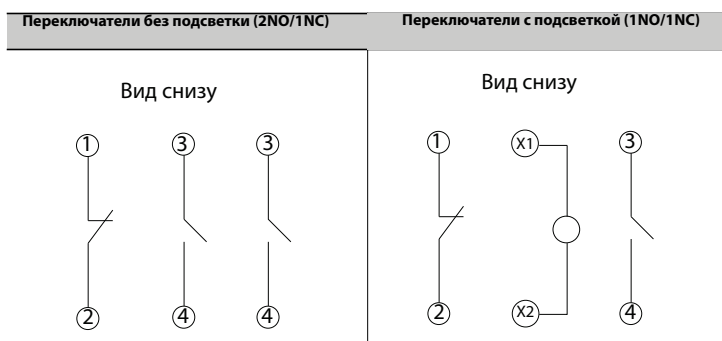 Переключатели без подсветки (2NO/1NC)
Переключатели с подсветкой (1NO/1NC)
Вид снизу
Вид снизу
1 3 3
2 4 4
1 X1 3
2 X2 4